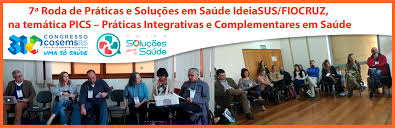 7ª Roda de Práticas e Soluções em Saúde IdeiaSUS/FIOCRUZ,
na temática PICS – Práticas Integrativas e Complementares em Saúde
CONGRESSO
COSEMSRS
UMA SÓ SAÚDE
SOluções
Saúde